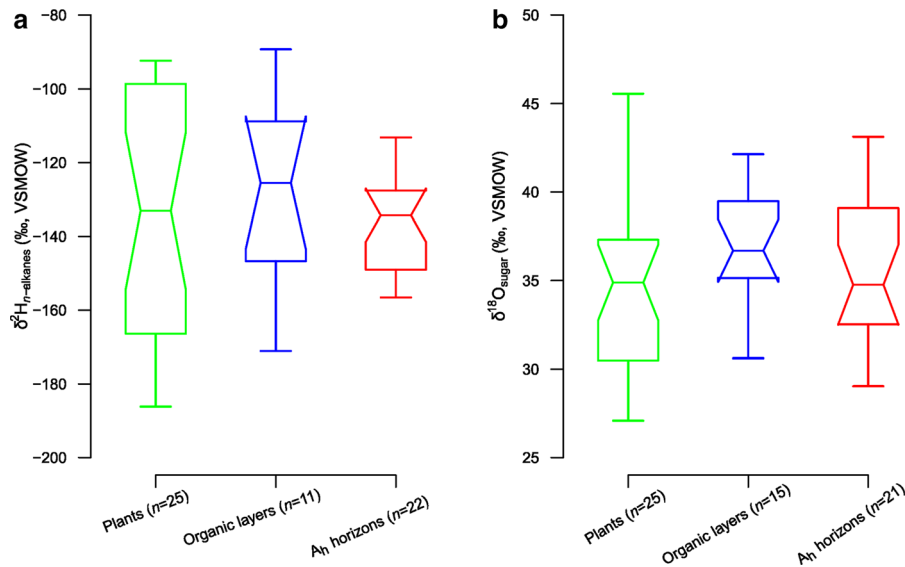 a
−80
−100
−120
−140
−160
−180
−200
δ²Hn−alkanes (‰, VSMOW)
Plants (n=25)
Organic layers (n=11)
Ah horizons (n=22)
b
50
45
40
35
30
25
δ¹⁸Osugar (‰, VSMOW)
Plants (n=25)
Organic layers (n=15)
Ah horizons (n=21)